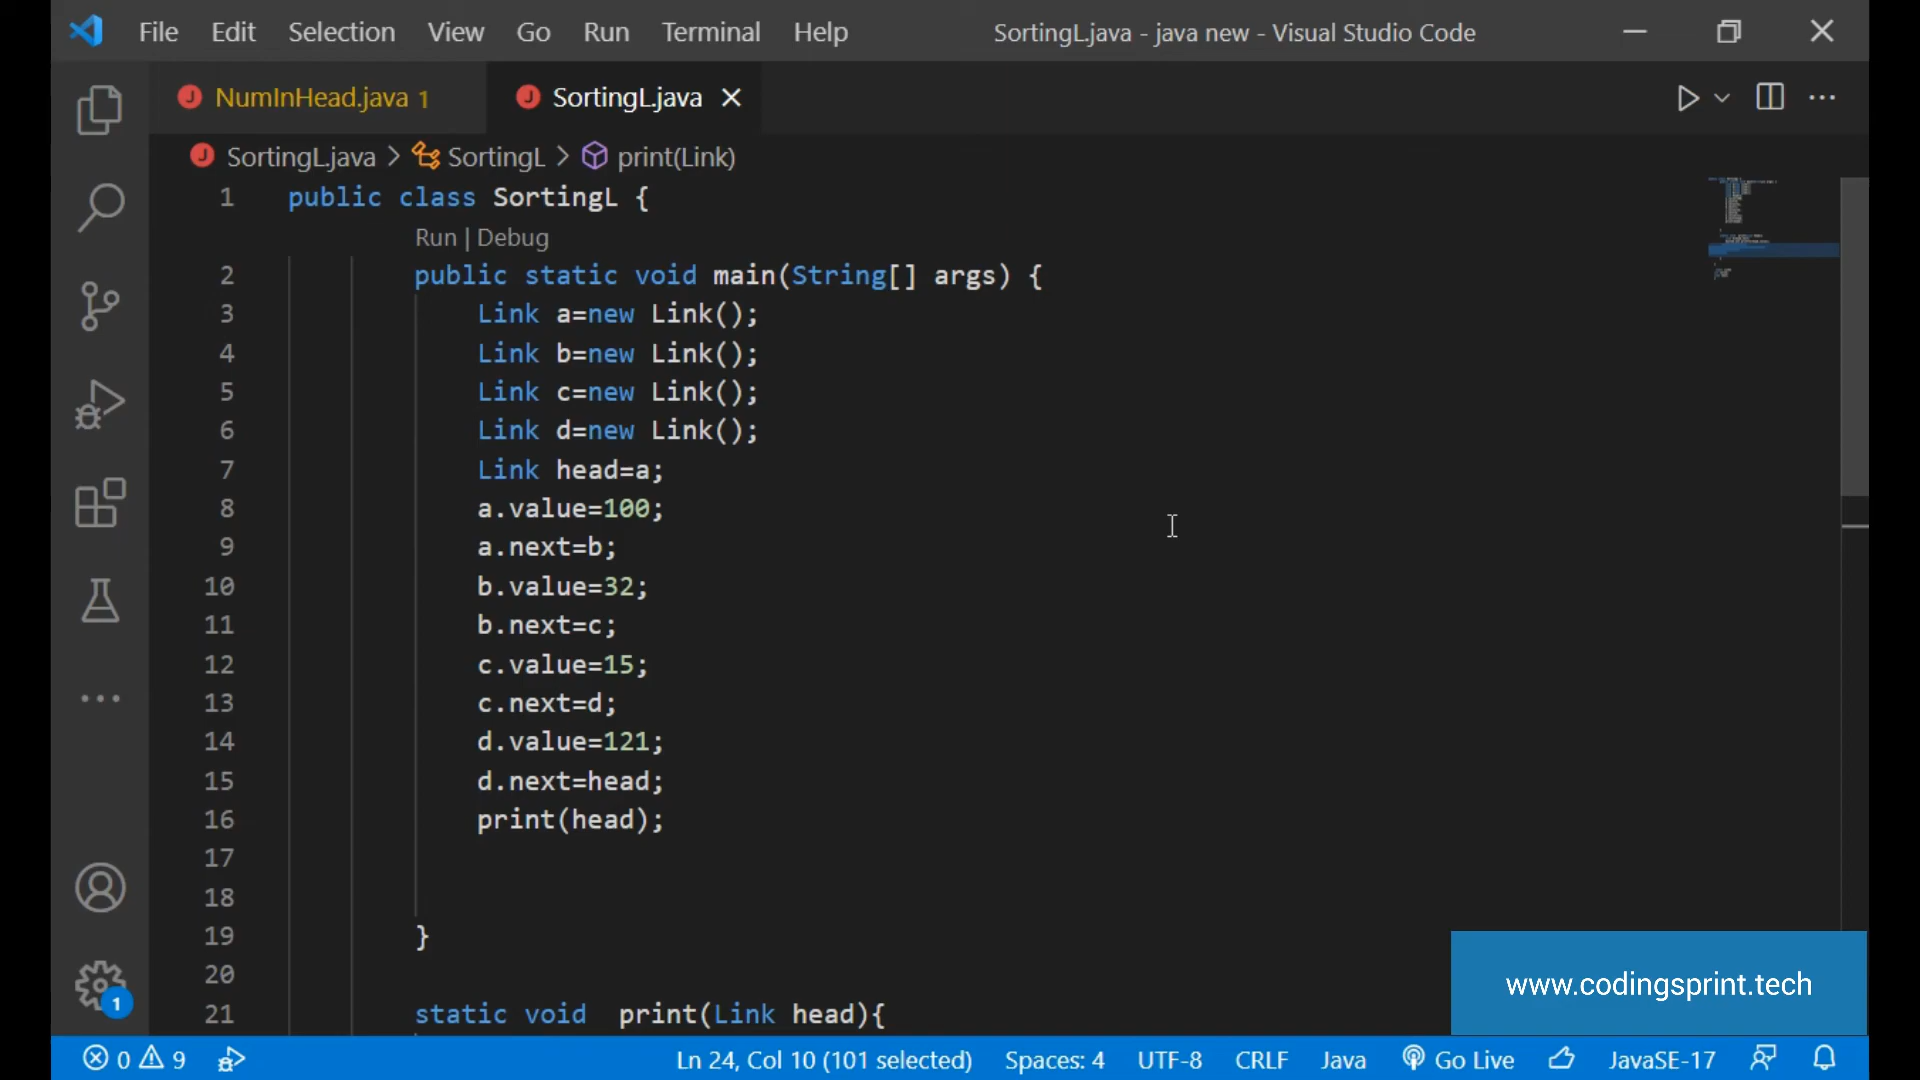 File Edit Selection View Go Run Terminal Help SortingL.java - java new - Visual Studio Code
NumInHead.java 1 SortingL.java
SortingL.java > SortingL > print(Link)
1 public class SortingL {
Run | Debug
2 public static void main(String[] args) {
3 Link a=new Link();
4 Link b=new Link();
5 Link c=new Link();
6 Link d=new Link();
7 Link head=a;
8 a.value=100;
9 a.next=b;
10 b.value=32;
11 b.next=c;
12 c.value=15;
13 c.next=d;
14 d.value=121;
15 d.next=head;
16 print(head);
17
18
19 }
20
21 static void  print(Link head){
1
www.codingsprint.tech
0 9 Ln 24, Col 10 (101 selected) Spaces: 4 UTF-8 CRLF Java Go Live JavaSE-17